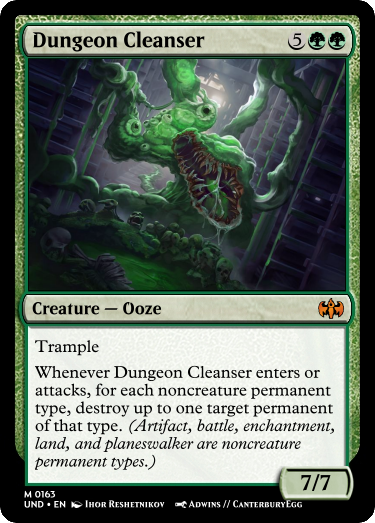 Dungeon Cleanser 5
Creature — Ooze
Trample
Whenever Dungeon Cleanser enters or
attacks, for each noncreature permanent
type, destroy up to one target permanent
of that type. (Artifact, battle, enchantment,
land, and planeswalker are noncreature
permanent types.)
7/7
M 0163
UND • EN Ihor Reshetnikov Adwins // CanterburyEgg